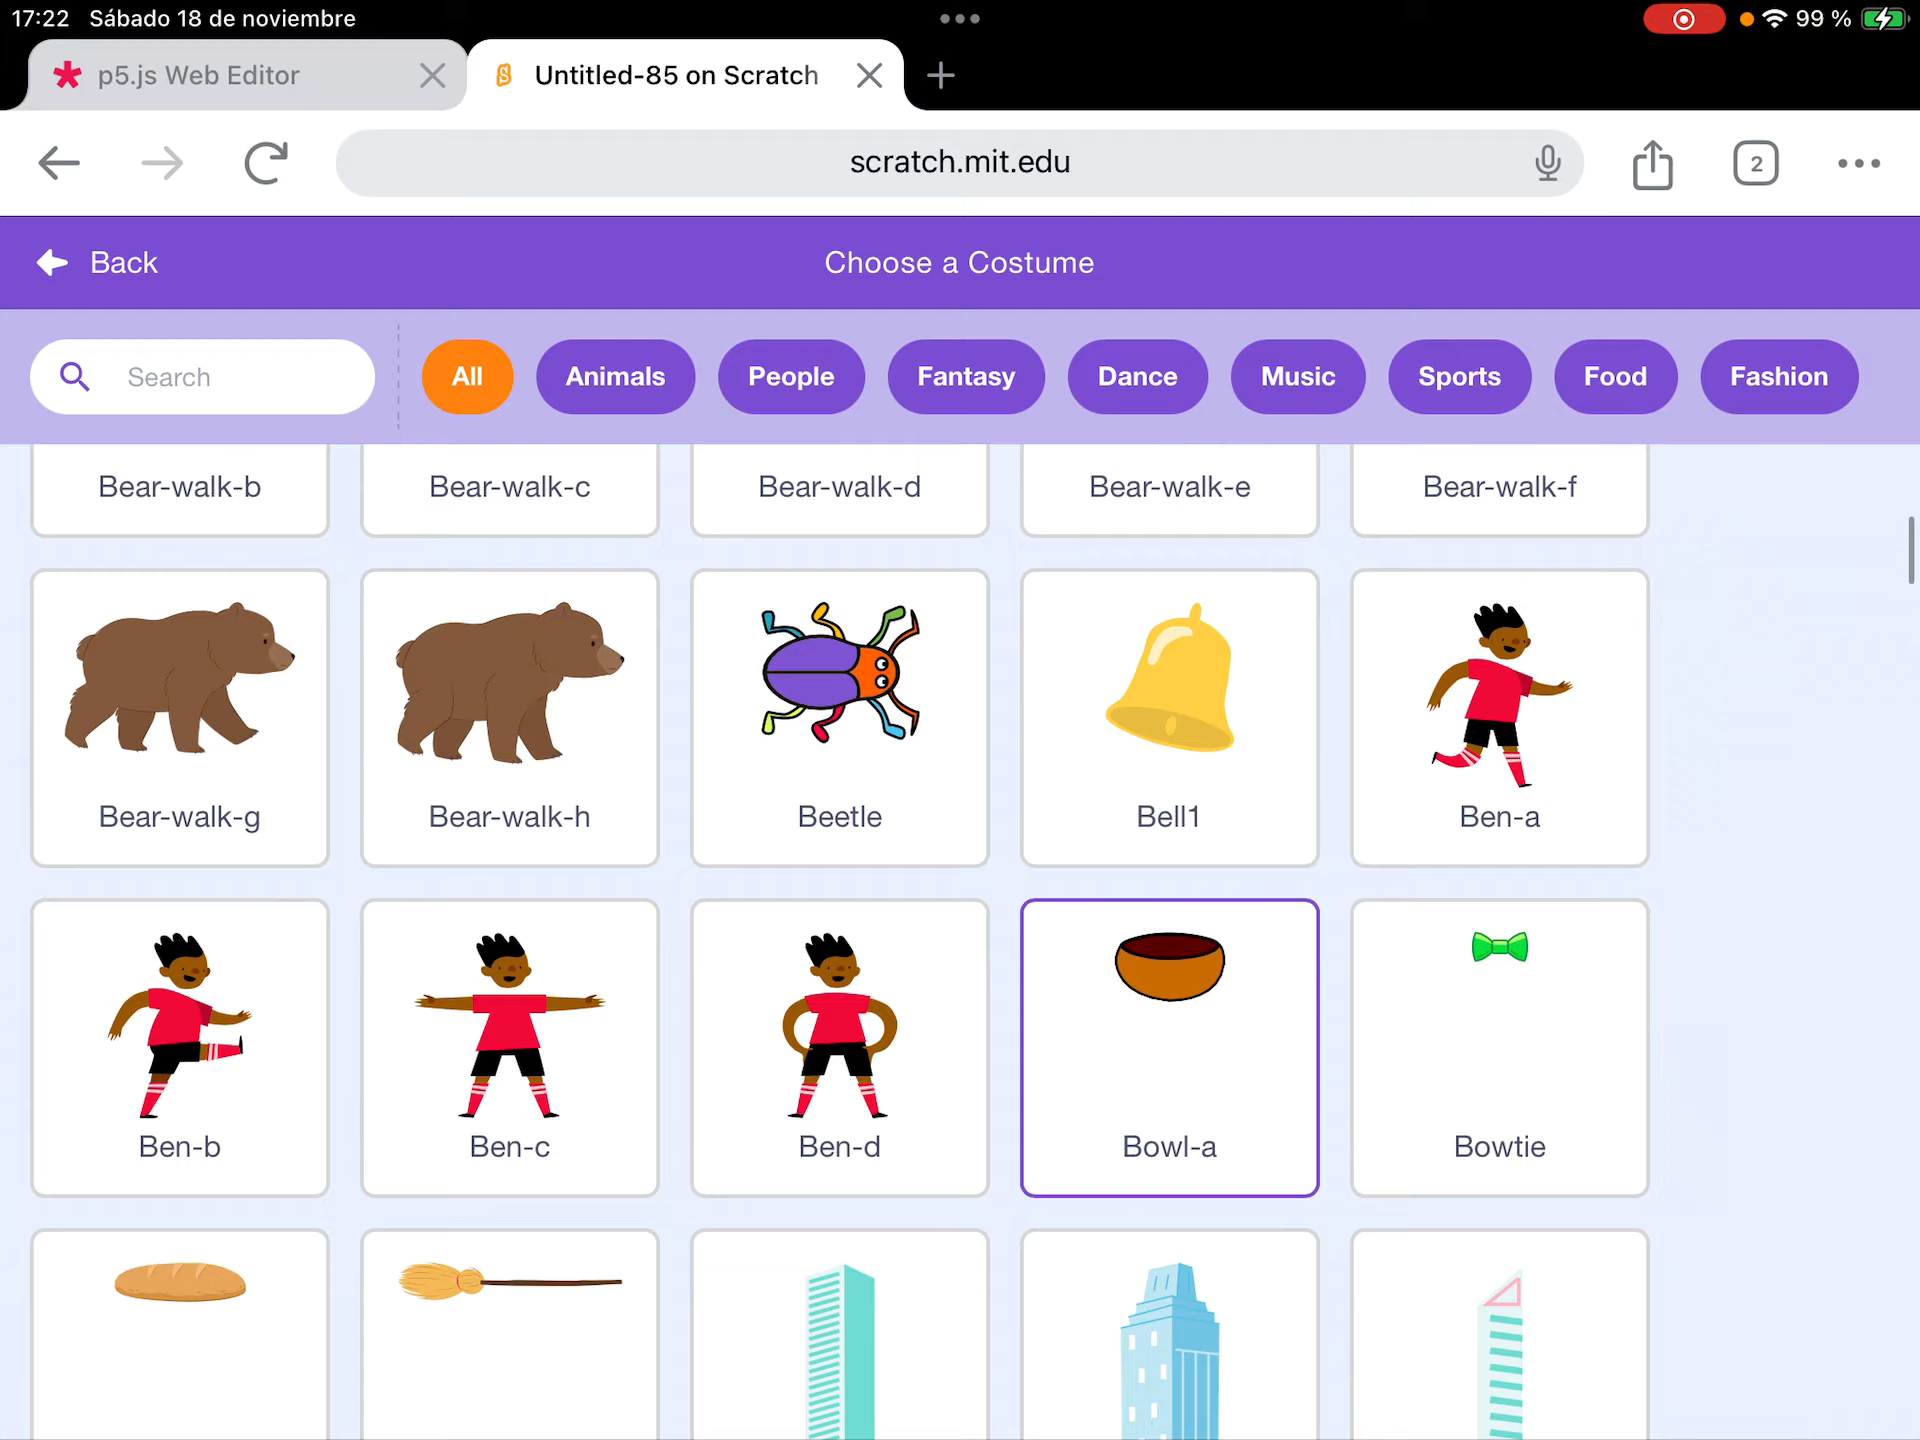 17:22 Sábado 18 de noviembre 99 %
p5.js Web Editor Untitled-85 on Scratch
scratch.mit.edu 2
Back Choose a Costume
Search All Animals People Fantasy Dance Music Sports Food Fashion
Bear-walk-b Bear-walk-c Bear-walk-d Bear-walk-e Bear-walk-f
Bear-walk-g Bear-walk-h Beetle Bell1 Ben-a
Ben-b Ben-c Ben-d Bowl-a Bowtie